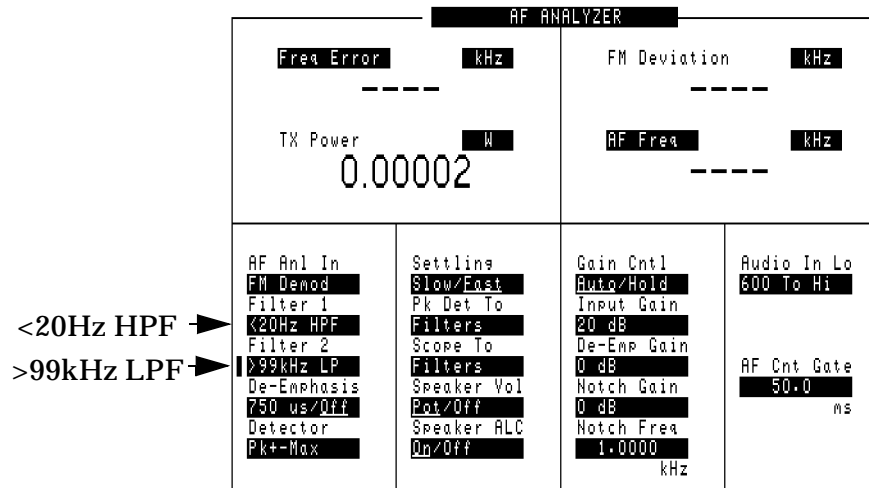 AF ANALYZER
Freq Error kHz
----
FM Deviation kHz
----
TX Power W
0.00002
AF Freq kHz
----
<20Hz HPF
>99kHz LPF
AF Anl In
FM Demod
Filter 1
<20Hz HPF
Filter 2
>99kHz LP
De-Emphasis
750 us/Off
Detector
Pk+-Max
Settling
Slow/Fast
Pk Det To
Filters
Scope To
Filters
Speaker Vol
Pot/Off
Speaker ALC
On/Off
Gain Cntl
Auto/Hold
Input Gain
20 dB
De-Emp Gain
0 dB
Notch Gain
0 dB
Notch Freq
1.0000
kHz
Audio In Lo
600 To Hi
AF Cnt Gate
50.0
ms